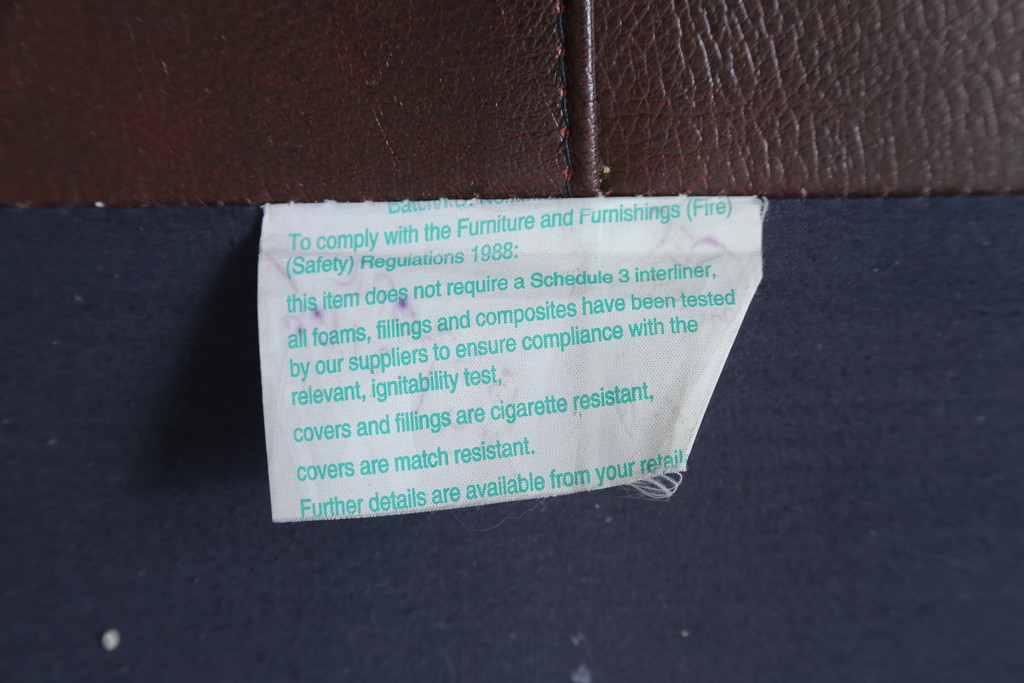 To comply with the Furniture and Furnishings (Fire)
(Safety) Regulations 1988:
this item does not require a Schedule 3 interliner,
all foams, fillings and composites have been tested
by our suppliers to ensure compliance with the
relevant, ignitability test,
covers and fillings are cigarette resistant,
covers are match resistant.
Further details are available from your